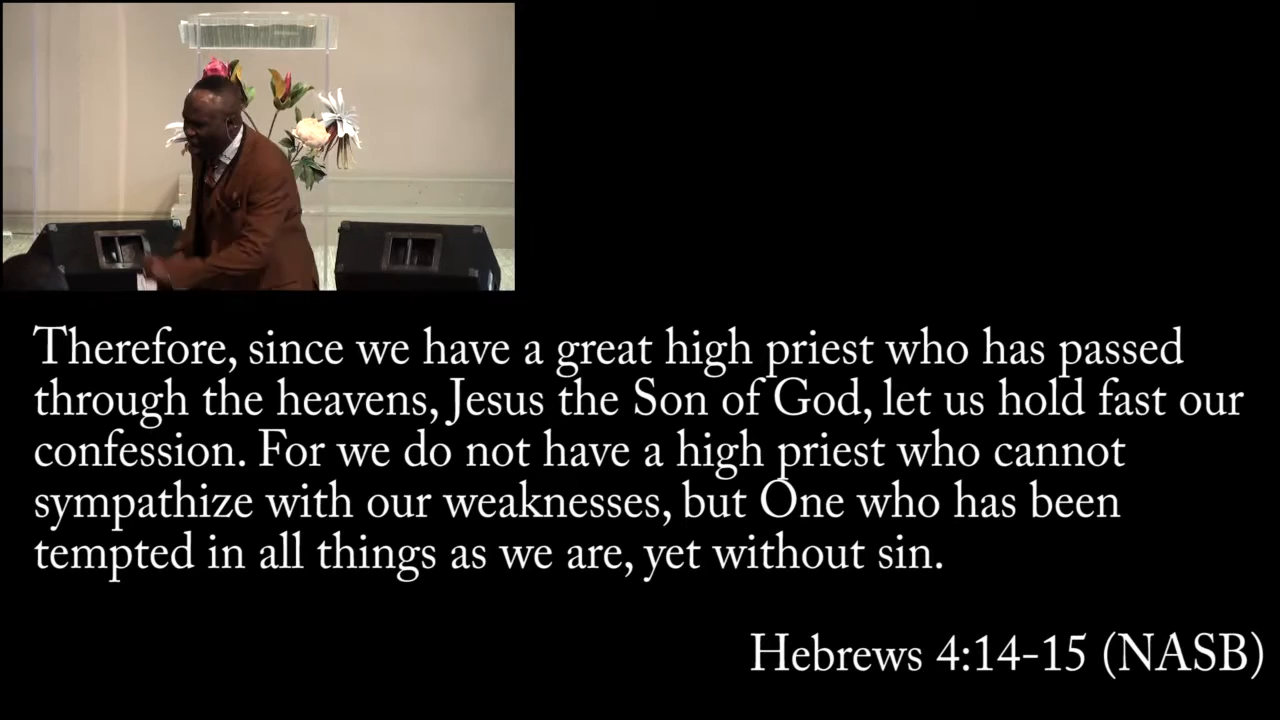 Therefore, since we have a great high priest who has passed
through the heavens, Jesus the Son of God, let us hold fast our
confession. For we do not have a high priest who cannot
sympathize with our weaknesses, but One who has been
tempted in all things as we are, yet without sin.
Hebrews 4:14-15 (NASB)